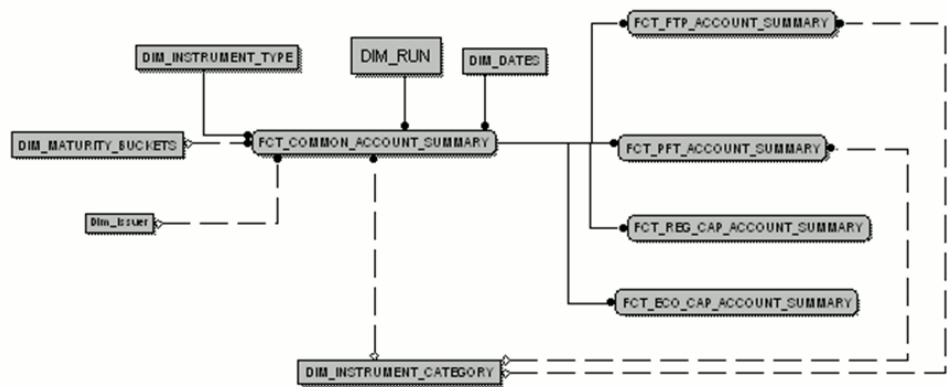 FCT_FTP_ACCOUNT_SUMMARY
DIM_INSTRUMENT_TYPE
DIM_RUN
DIM_DATES
DIM_MATURITY_BUCKETS
FCT_COMMON_ACCOUNT_SUMMARY
FCT_PFT_ACCOUNT_SUMMARY
Dim_Issuer
FCT_REG_CAP_ACCOUNT_SUMMARY
FCT_ECO_CAP_ACCOUNT_SUMMARY
DIM_INSTRUMENT_CATEGORY